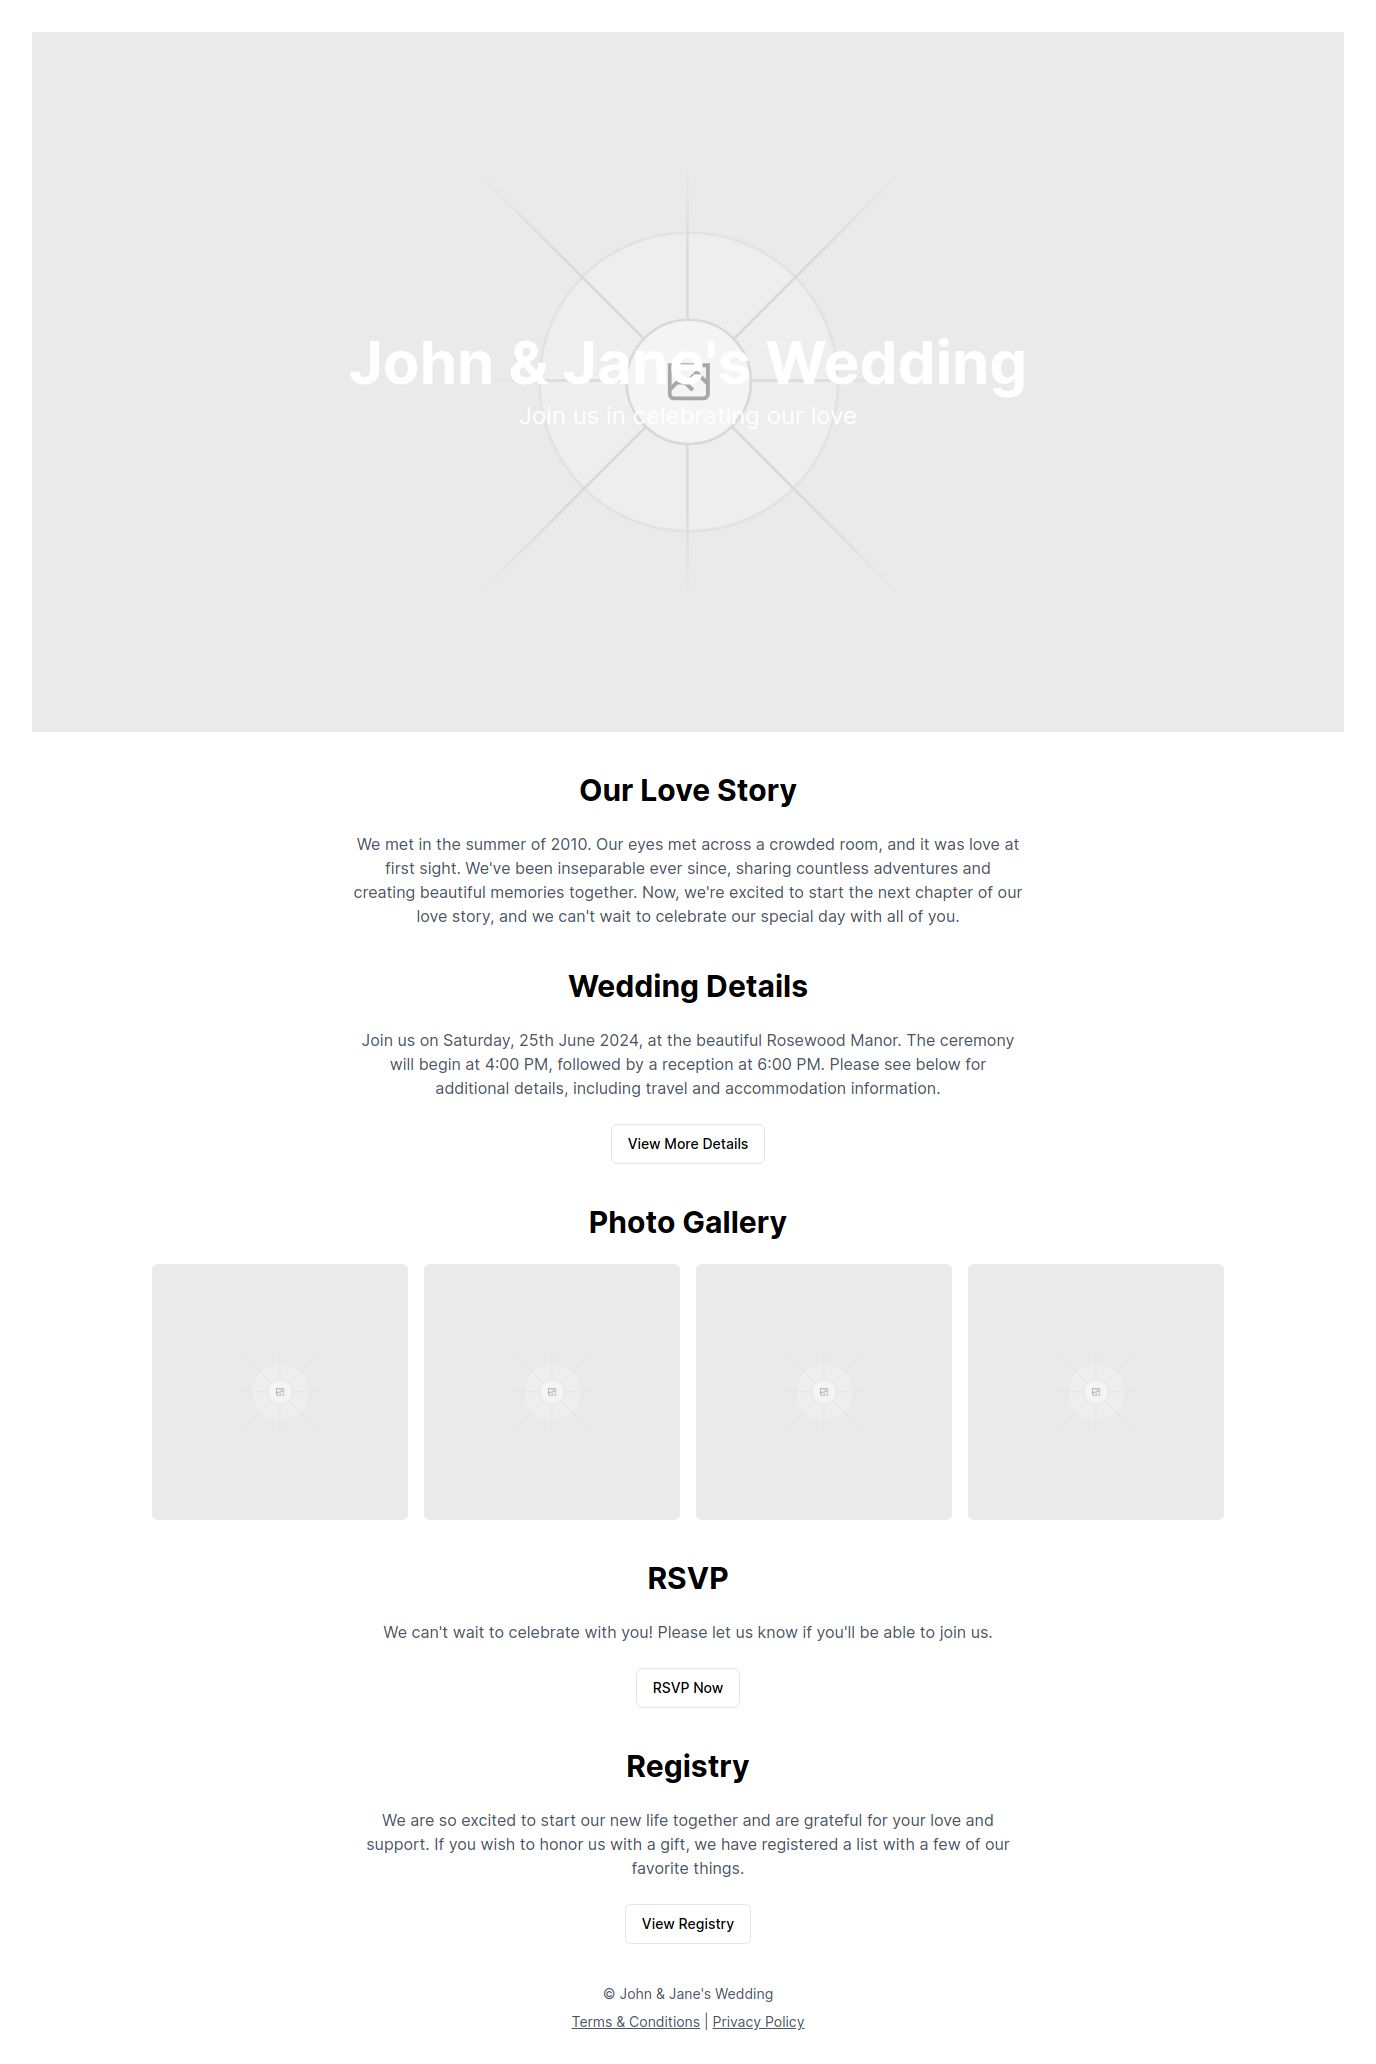 John & Jane's Wedding
Join us in celebrating our love
Our Love Story
We met in the summer of 2010. Our eyes met across a crowded room, and it was love at
first sight. We've been inseparable ever since, sharing countless adventures and
creating beautiful memories together. Now, we're excited to start the next chapter of our
love story, and we can't wait to celebrate our special day with all of you.
Wedding Details
Join us on Saturday, 25th June 2024, at the beautiful Rosewood Manor. The ceremony
will begin at 4:00 PM, followed by a reception at 6:00 PM. Please see below for
additional details, including travel and accommodation information.
View More Details
Photo Gallery
RSVP
We can't wait to celebrate with you! Please let us know if you'll be able to join us.
RSVP Now
Registry
We are so excited to start our new life together and are grateful for your love and
support. If you wish to honor us with a gift, we have registered a list with a few of our
favorite things.
View Registry
© John & Jane's Wedding
Terms & Conditions | Privacy Policy